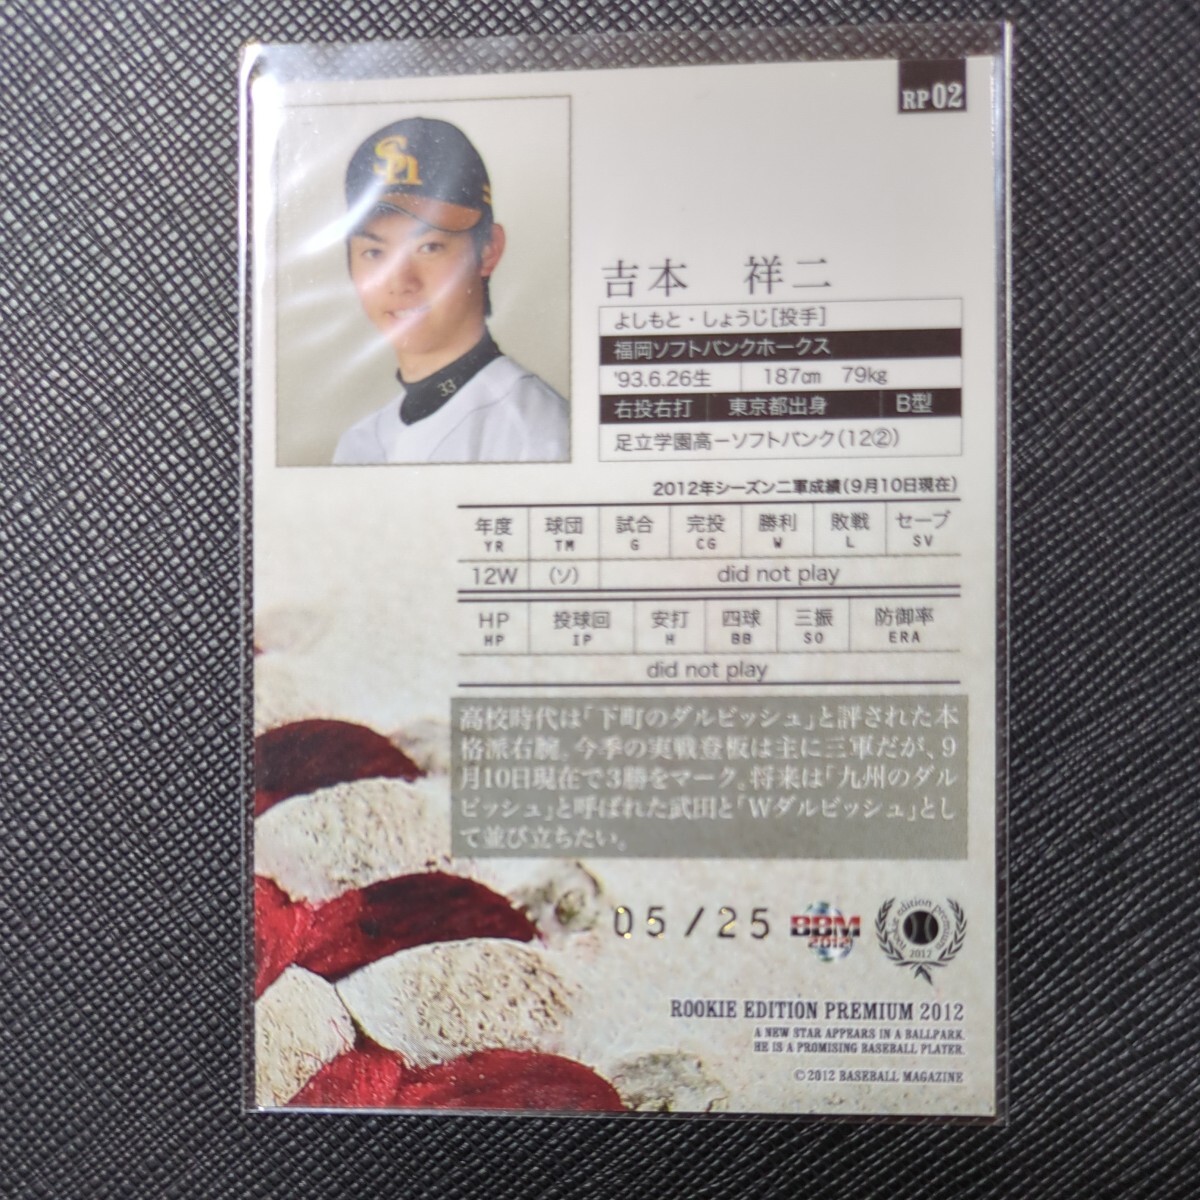 RP02
SH
33
吉本 祥二
よしもと・しょうじ[投手]
福岡ソフトバンクホークス
'93.6.26生 187cm 79kg
右投右打 東京都出身 B型
足立学園高－ソフトバンク(12②)
2012年シーズン二軍成績(9月10日現在)
年度 球団 試合 完投 勝利 敗戦 セーブ
YR TM G CG W L SV
12W (ソ) did not play
HP 投球回 安打 四球 三振 防御率
HP IP H BB SO ERA
did not play
高校時代は「下町のダルビッシュ」と評された本
格派右腕。今季の実戦登板は主に三軍だが、9
月10日現在で3勝をマーク。将来は「九州のダル
ビッシュ」と呼ばれた武田と「Wダルビッシュ」とし
て並び立ちたい。
05/25
BBM
2012
rookie edition premium
2012
ROOKIE EDITION PREMIUM 2012
A NEW STAR APPEARS IN A BALLPARK.
HE IS A PROMISING BASEBALL PLAYER.
©2012 BASEBALL MAGAZINE